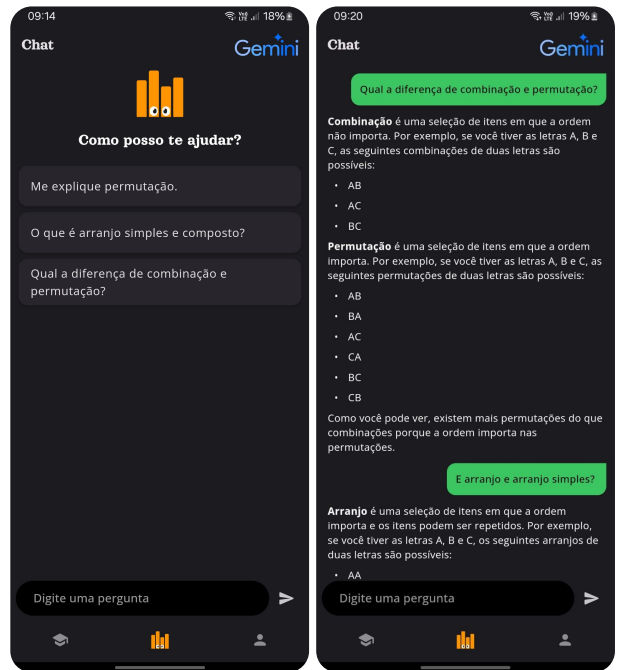 09:14
18%
Chat
Gemini
Como posso te ajudar?
Me explique permutação.
O que é arranjo simples e composto?
Qual a diferença de combinação e
permutação?
Digite uma pergunta
09:20
19%
Chat
Gemini
Qual a diferença de combinação e permutação?
Combinação é uma seleção de itens em que a ordem
não importa. Por exemplo, se você tiver as letras A, B e
C, as seguintes combinações de duas letras são
possíveis:
• AB
• AC
• BC
Permutação é uma seleção de itens em que a ordem
importa. Por exemplo, se você tiver as letras A, B e C, as
seguintes permutações de duas letras são possíveis:
• AB
• BA
• AC
• CA
• BC
• CB
Como você pode ver, existem mais permutações do que
combinações porque a ordem importa nas
permutações.
E arranjo e arranjo simples?
Arranjo é uma seleção de itens em que a ordem
importa e os itens podem ser repetidos. Por exemplo,
se você tiver as letras A, B e C, os seguintes arranjos de
duas letras são possíveis:
• AA
Digite uma pergunta